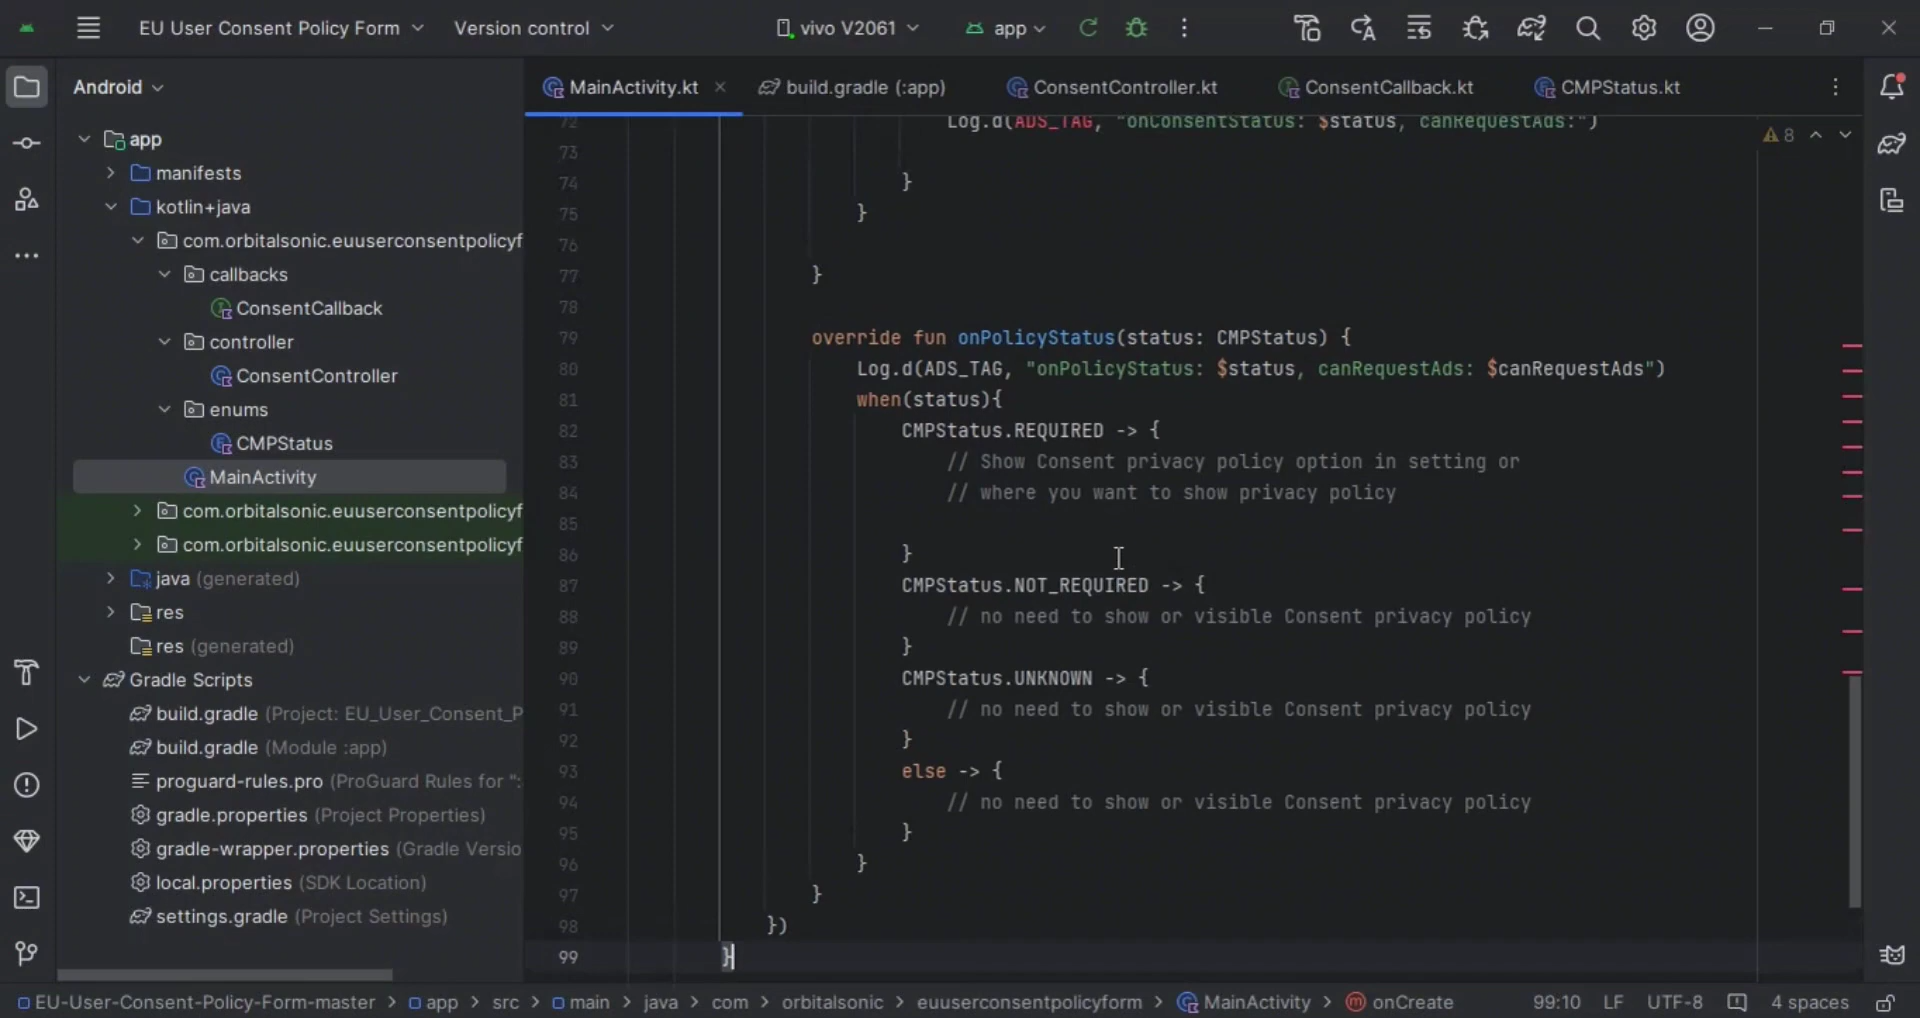 EU User Consent Policy Form
Version control
vivo V2061
app
Android
MainActivity.kt
build.gradle (:app)
ConsentController.kt
ConsentCallback.kt
CMPStatus.kt
app
manifests
kotlin+java
com.orbitalsonic.euuserconsentpolicyf
callbacks
ConsentCallback
controller
ConsentController
enums
CMPStatus
MainActivity
com.orbitalsonic.euuserconsentpolicyf
com.orbitalsonic.euuserconsentpolicyf
java (generated)
res
res (generated)
Gradle Scripts
build.gradle (Project: EU_User_Consent_P
build.gradle (Module :app)
proguard-rules.pro (ProGuard Rules for ":
gradle.properties (Project Properties)
gradle-wrapper.properties (Gradle Versio
local.properties (SDK Location)
settings.gradle (Project Settings)
8
72 Log.d(ADS_TAG, "onConsentStatus: $status, canRequestAds:")
73
74 }
75 }
76
77 }
78
79 override fun onPolicyStatus(status: CMPStatus) {
80 Log.d(ADS_TAG, "onPolicyStatus: $status, canRequestAds: $canRequestAds")
81 when(status){
82 CMPStatus.REQUIRED -> {
83 // Show Consent privacy policy option in setting or
84 // where you want to show privacy policy
85
86 }
87 CMPStatus.NOT_REQUIRED -> {
88 // no need to show or visible Consent privacy policy
89 }
90 CMPStatus.UNKNOWN -> {
91 // no need to show or visible Consent privacy policy
92 }
93 else -> {
94 // no need to show or visible Consent privacy policy
95 }
96 }
97 }
98 })
99 }
EU-User-Consent-Policy-Form-master > app > src > main > java > com > orbitalsonic > euuserconsentpolicyform > MainActivity > onCreate
99:10 LF UTF-8 4 spaces